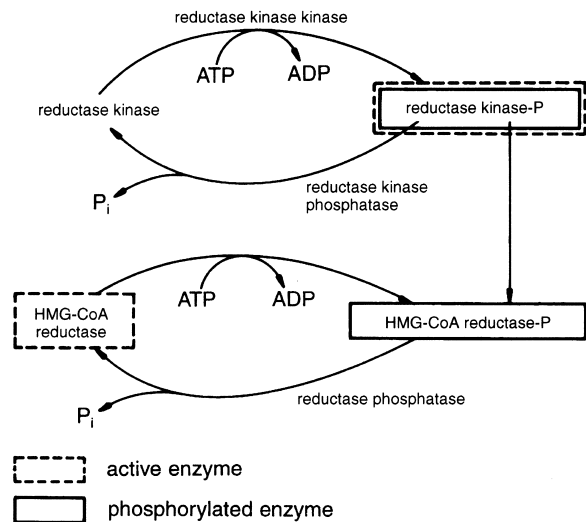 reductase kinase kinase
ATP
ADP
reductase kinase
reductase kinase-P
reductase kinase
phosphatase
Pi
HMG-CoA
reductase
ATP
ADP
HMG-CoA reductase-P
reductase phosphatase
Pi
active enzyme
phosphorylated enzyme